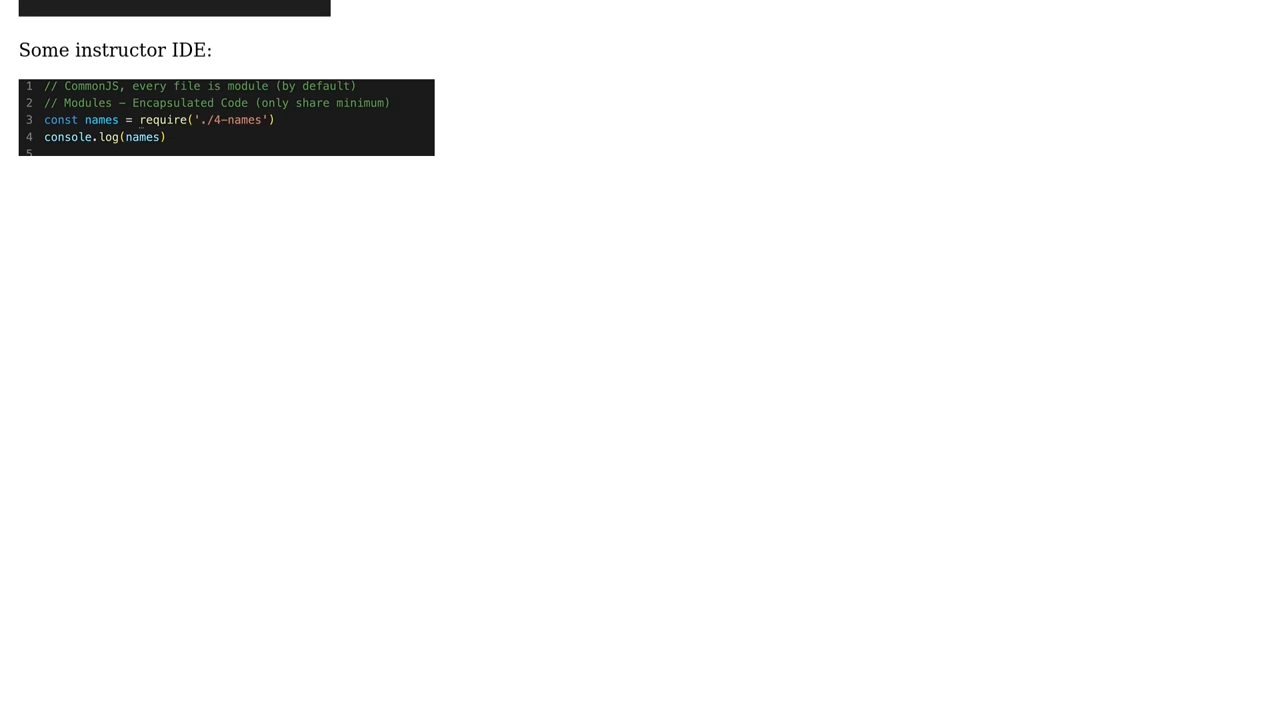 Some instructor IDE:
1 // CommonJS, every file is module (by default)
2 // Modules - Encapsulated Code (only share minimum)
3 const names = require('./4-names')
4 console.log(names)
5